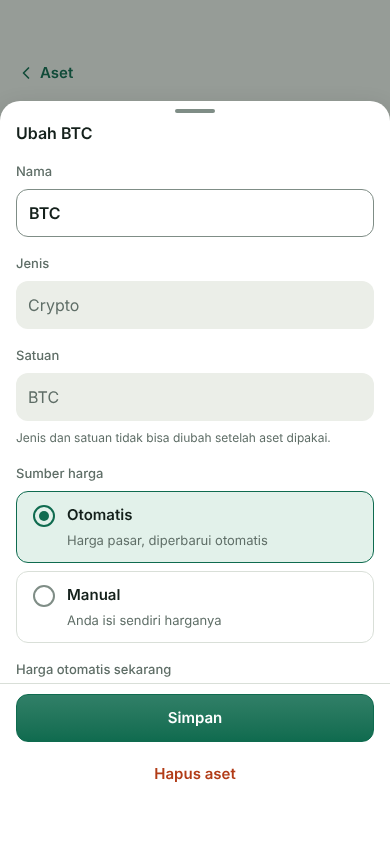 Aset
Ubah BTC
Nama
BTC
Jenis
Crypto
Satuan
BTC
Jenis dan satuan tidak bisa diubah setelah aset dipakai.
Sumber harga
Otomatis
Harga pasar, diperbarui otomatis
Manual
Anda isi sendiri harganya
Harga otomatis sekarang
Simpan
Hapus aset